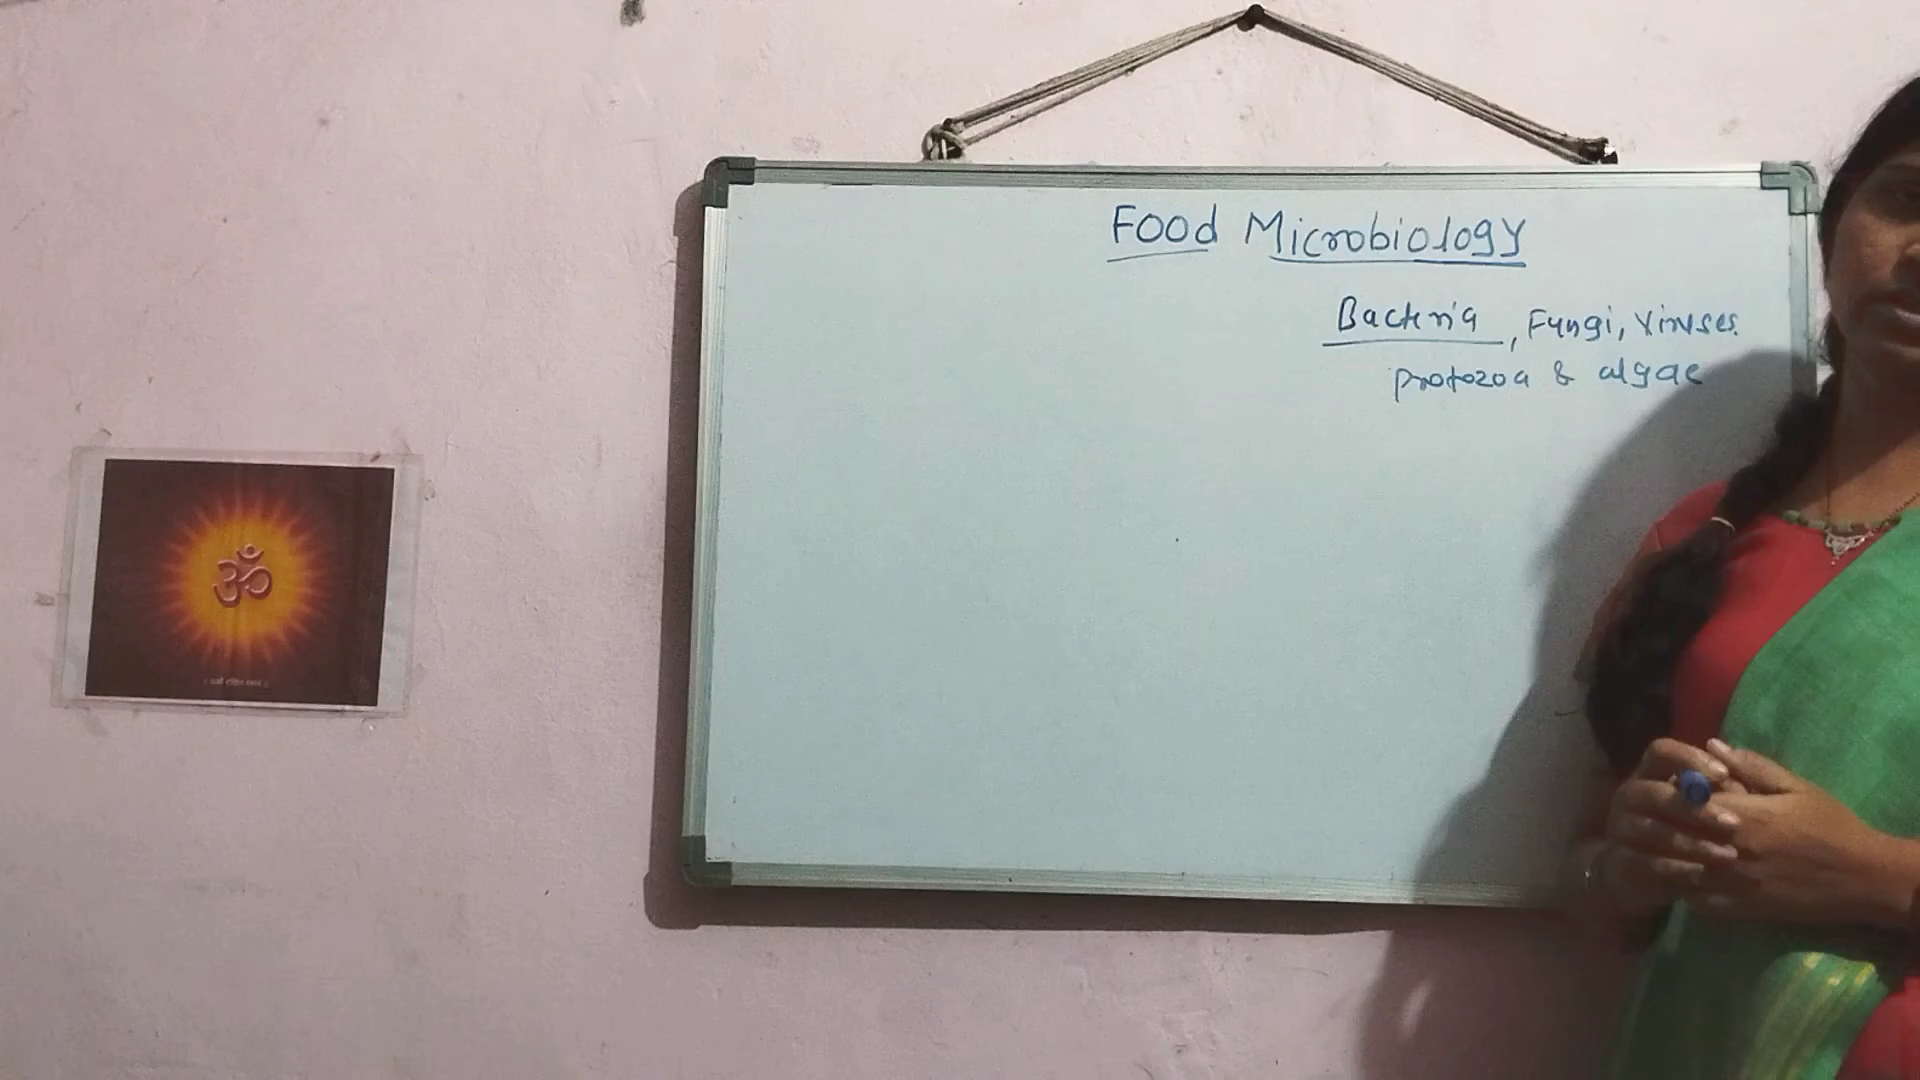 ॐ
Food Microbiology
Bacteria, Fungi, Viruses.
protozoa & algae